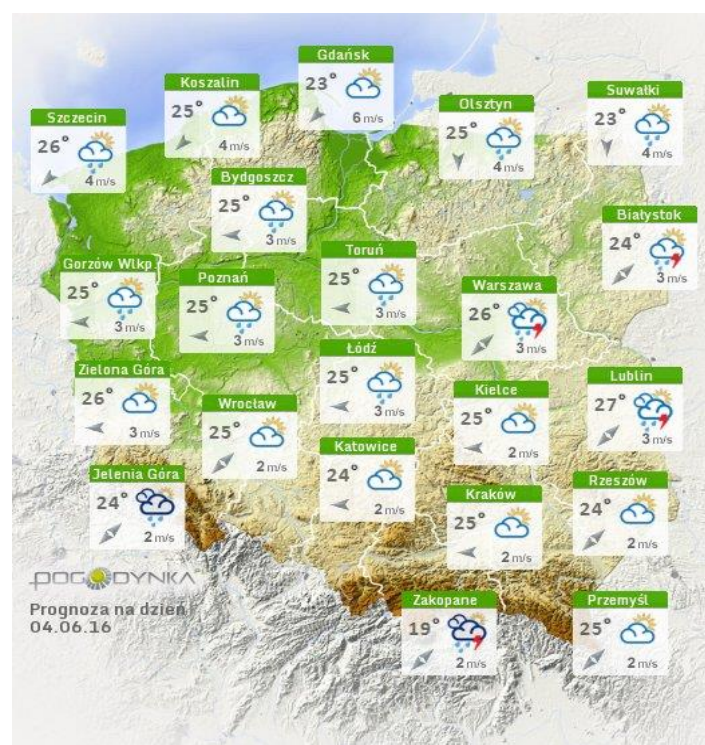 Gdańsk
23°
6 m/s
Koszalin
25°
4 m/s
Suwałki
23°
4 m/s
Olsztyn
25°
4 m/s
Szczecin
26°
4 m/s
Bydgoszcz
25°
3 m/s
Białystok
24°
3 m/s
Toruń
25°
3 m/s
Gorzów Wlkp
25°
3 m/s
Poznań
25°
3 m/s
Warszawa
26°
3 m/s
Łódź
25°
3 m/s
Zielona Góra
26°
3 m/s
Lublin
27°
3 m/s
Kielce
25°
2 m/s
Wrocław
25°
2 m/s
Katowice
24°
2 m/s
Jelenia Góra
24°
2 m/s
Rzeszów
24°
2 m/s
Kraków
25°
2 m/s
POGODYNKA
Prognoza na dzień
04.06.16
Zakopane
19°
2 m/s
Przemyśl
25°
2 m/s